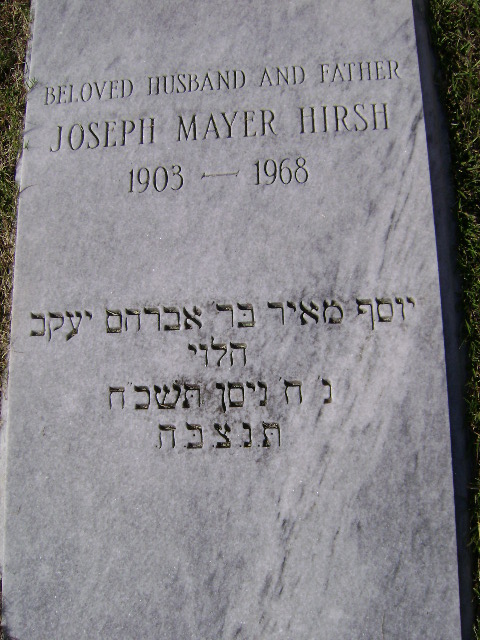 BELOVED HUSBAND AND FATHER
JOSEPH MAYER HIRSH
1903 — 1968
יוסף מאיר בר אברהם יעקב
הלוי
נ׳ ח׳ ניסן תשכ״ח
ת.נ.צ.ב.ה.